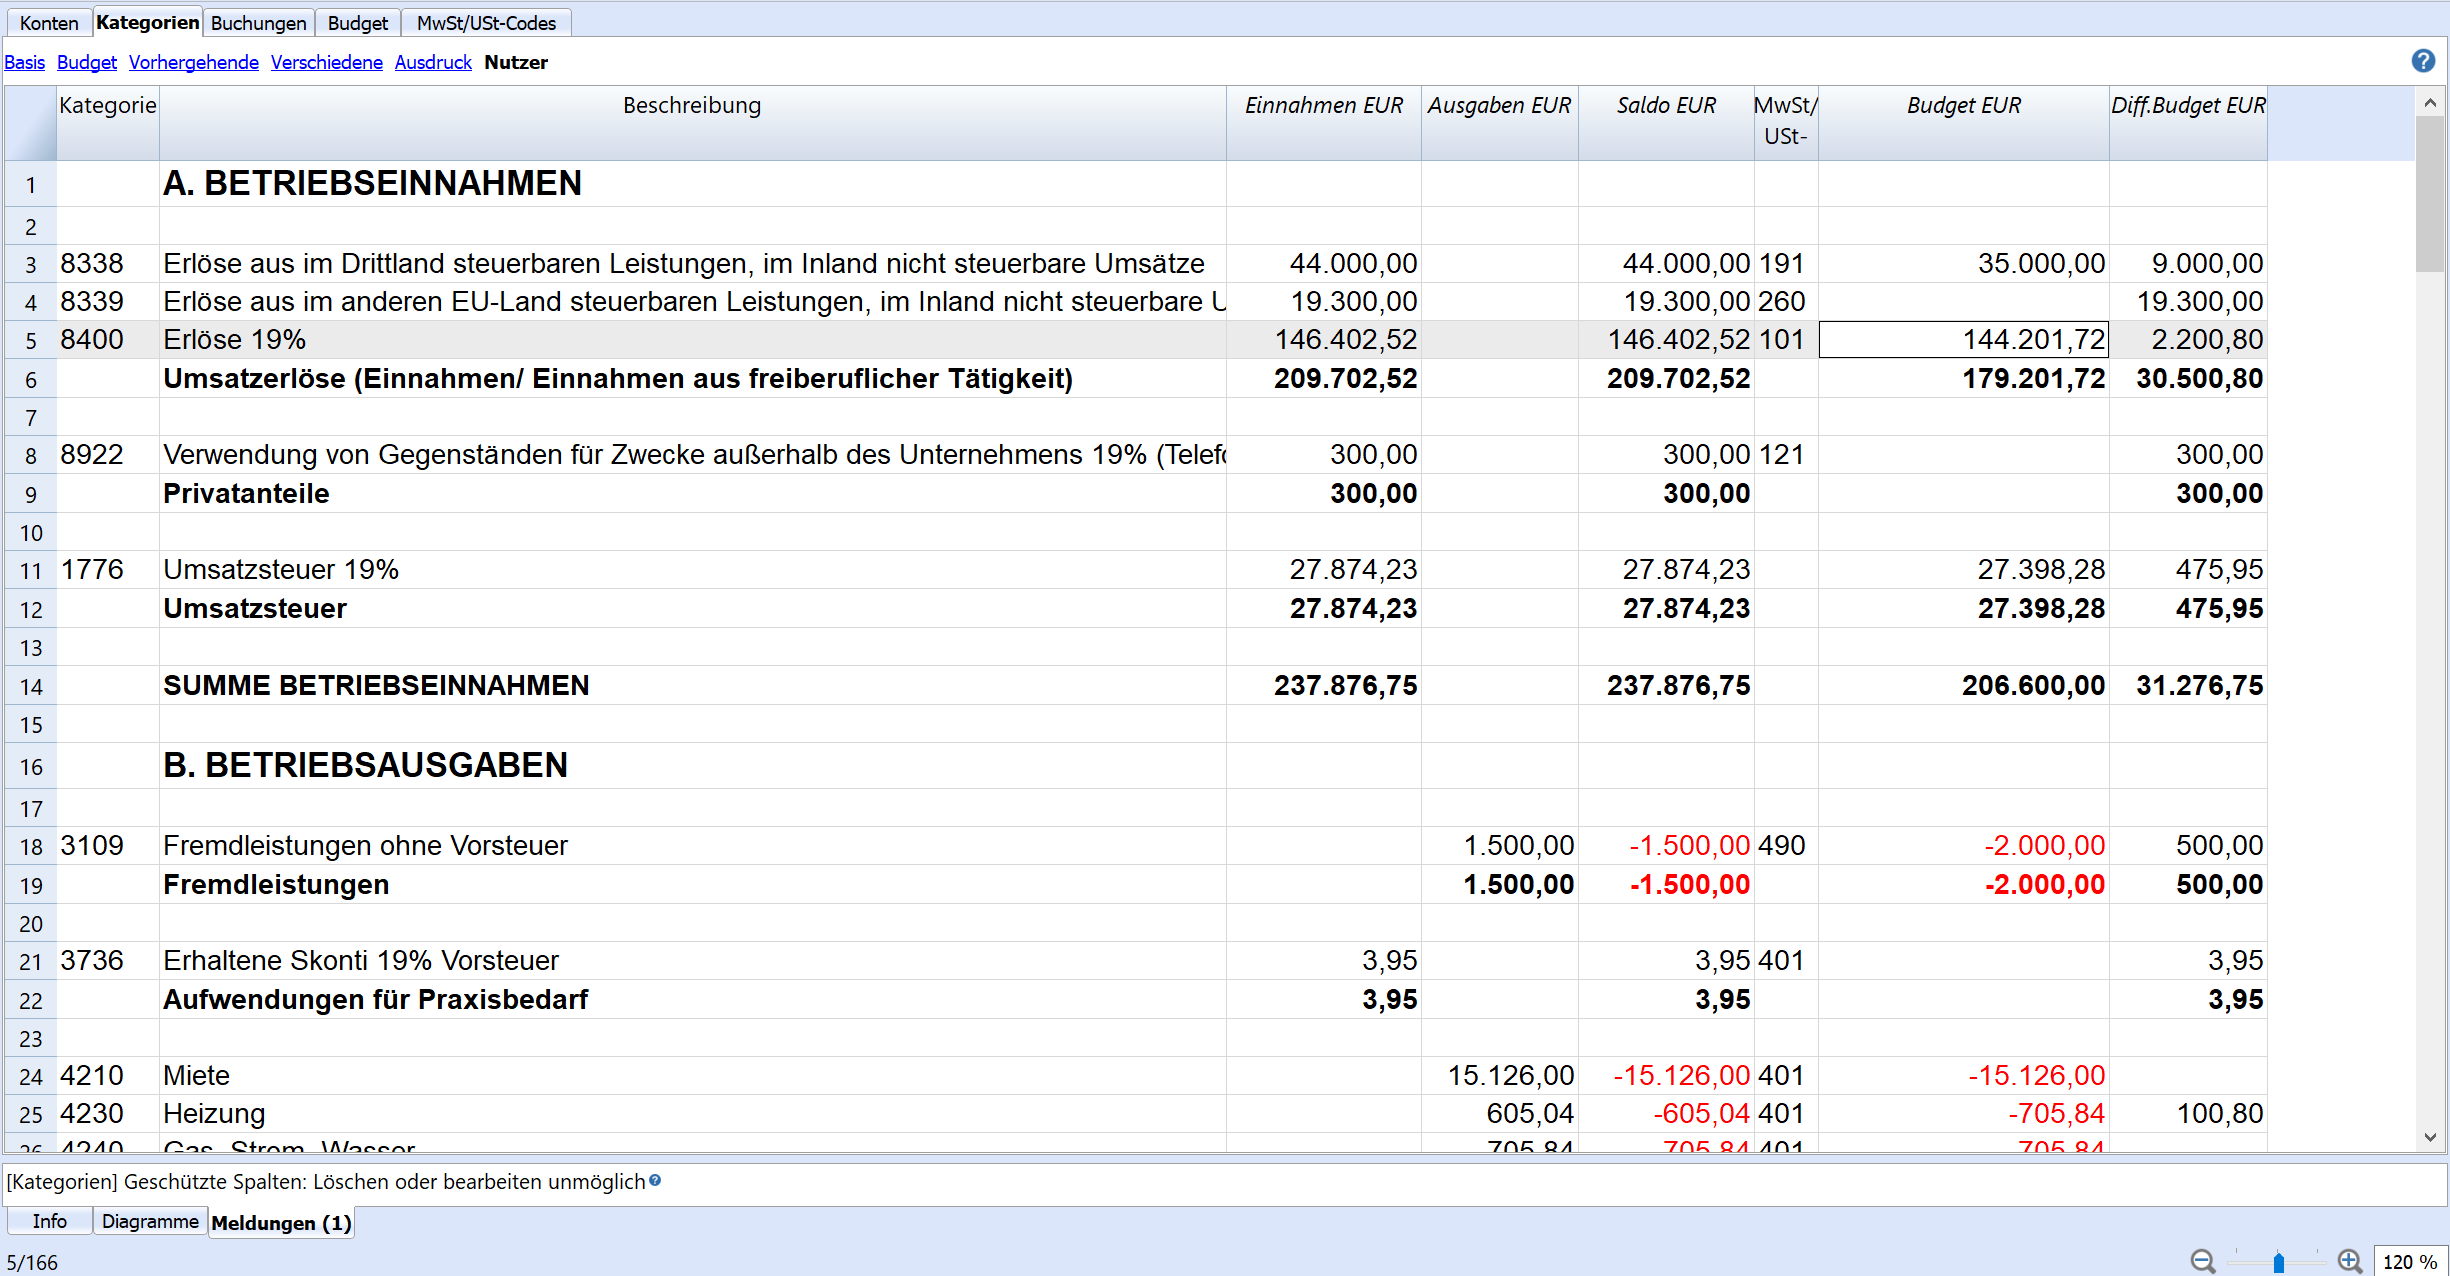 Konten Kategorien Buchungen Budget MwSt/USt-Codes
Basis Budget Vorhergehende Verschiedene Ausdruck Nutzer
Kategorie Beschreibung Einnahmen EUR Ausgaben EUR Saldo EUR MwSt/ Budget EUR Diff.Budget EUR
USt-
1 A. BETRIEBSEINNAHMEN
2
3 8338 Erlöse aus im Drittland steuerbaren Leistungen, im Inland nicht steuerbare Umsätze 44.000,00 44.000,00 191 35.000,00 9.000,00
4 8339 Erlöse aus im anderen EU-Land steuerbaren Leistungen, im Inland nicht steuerbare U 19.300,00 19.300,00 260 19.300,00
5 8400 Erlöse 19% 146.402,52 146.402,52 101 144.201,72 2.200,80
6 Umsatzerlöse (Einnahmen/ Einnahmen aus freiberuflicher Tätigkeit) 209.702,52 209.702,52 179.201,72 30.500,80
7
8 8922 Verwendung von Gegenständen für Zwecke außerhalb des Unternehmens 19% (Telefo 300,00 300,00 121 300,00
9 Privatanteile 300,00 300,00 300,00
10
11 1776 Umsatzsteuer 19% 27.874,23 27.874,23 27.398,28 475,95
12 Umsatzsteuer 27.874,23 27.874,23 27.398,28 475,95
13
14 SUMME BETRIEBSEINNAHMEN 237.876,75 237.876,75 206.600,00 31.276,75
15
16 B. BETRIEBSAUSGABEN
17
18 3109 Fremdleistungen ohne Vorsteuer 1.500,00 -1.500,00 490 -2.000,00 500,00
19 Fremdleistungen 1.500,00 -1.500,00 -2.000,00 500,00
20
21 3736 Erhaltene Skonti 19% Vorsteuer 3,95 3,95 401 3,95
22 Aufwendungen für Praxisbedarf 3,95 3,95 3,95
23
24 4210 Miete 15.126,00 -15.126,00 401 -15.126,00
25 4230 Heizung 605,04 -605,04 401 -705,84 100,80
26 4240 Gas, Strom, Wasser 705,84 -705,84 401 -705,84
[Kategorien] Geschützte Spalten: Löschen oder bearbeiten unmöglich
Info Diagramme Meldungen (1)
5/166 120 %